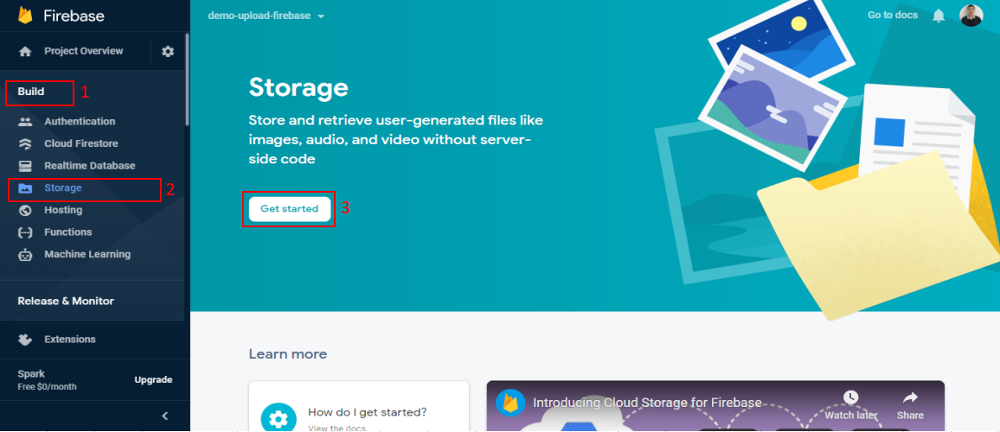 Firebase
Project Overview
Build
1
Authentication
Cloud Firestore
Realtime Database
Storage
2
Hosting
Functions
Machine Learning
Release & Monitor
Extensions
Spark
Free $0/month
Upgrade
demo-upload-firebase
Go to docs
Storage
Store and retrieve user-generated files like
images, audio, and video without server-
side code
Get started
3
Learn more
How do I get started?
View the docs
Introducing Cloud Storage for Firebase
Watch later
Share